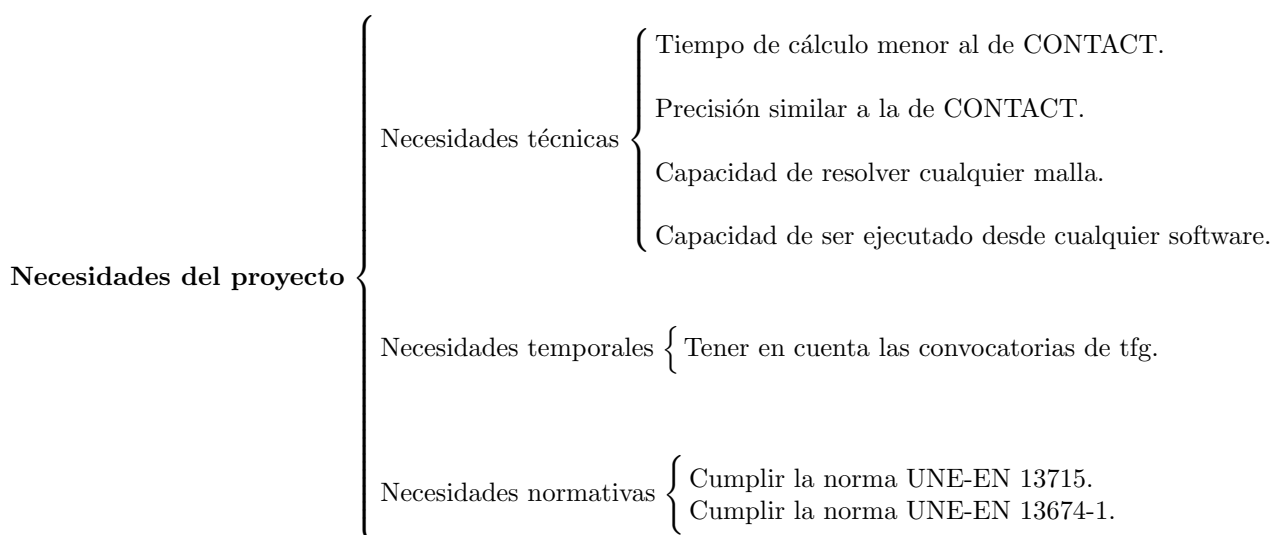 Necesidades del proyecto
Necesidades técnicas
Tiempo de cálculo menor al de CONTACT.
Precisión similar a la de CONTACT.
Capacidad de resolver cualquier malla.
Capacidad de ser ejecutado desde cualquier software.
Necesidades temporales
Tener en cuenta las convocatorias de tfg.
Necesidades normativas
Cumplir la norma UNE-EN 13715.
Cumplir la norma UNE-EN 13674-1.